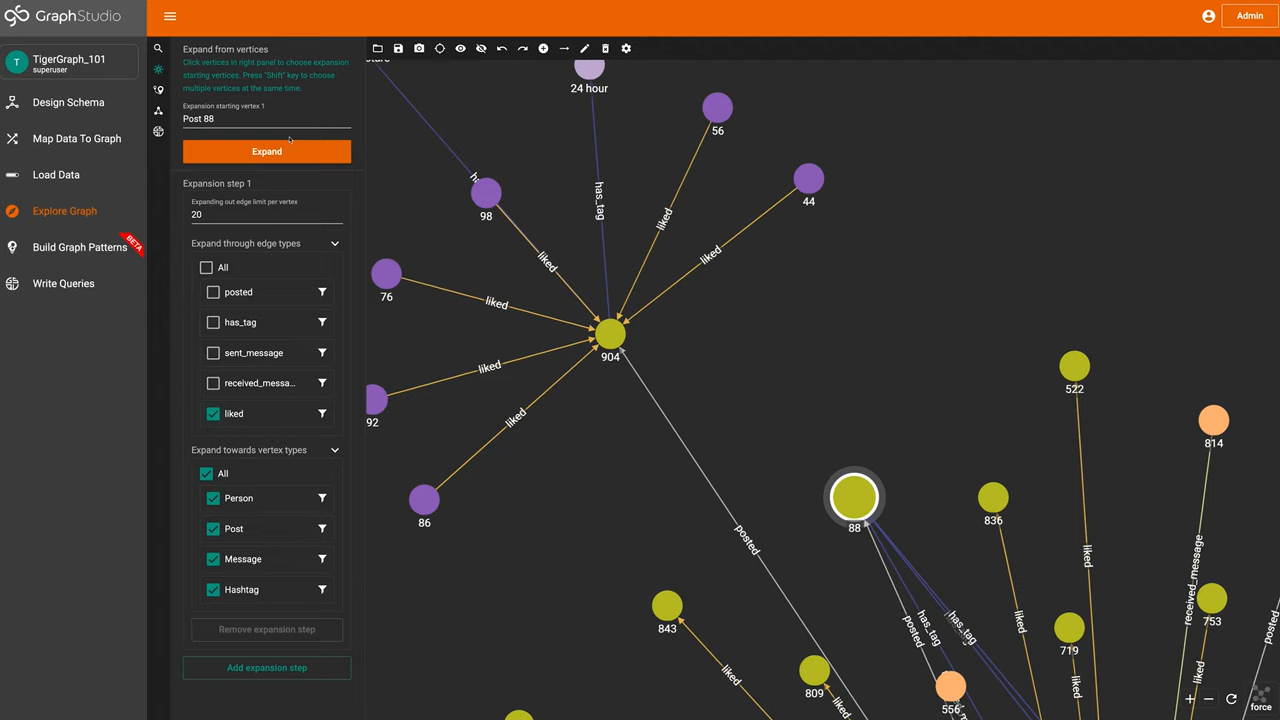 GraphStudio
Admin
T
TigerGraph_101
superuser
Design Schema
Map Data To Graph
Load Data
Explore Graph
Build Graph Patterns
BETA
Write Queries
Expand from vertices
Click vertices in right panel to choose expansion
starting vertices. Press "Shift" key to choose
multiple vertices at the same time.
Expansion starting vertex 1
Post 88
Expand
Expansion step 1
Expanding out edge limit per vertex
20
Expand through edge types
All
posted
has_tag
sent_message
received_messa...
liked
Expand towards vertex types
All
Person
Post
Message
Hashtag
Remove expansion step
Add expansion step
24 hour
56
44
98
has_tag
liked
liked
liked
76
liked
904
liked
92
liked
86
522
814
88
836
posted
liked
received_message
843
has_tag
has_tag
posted
liked
753
719
posted
liked
809
556
liked
liked
liked
force